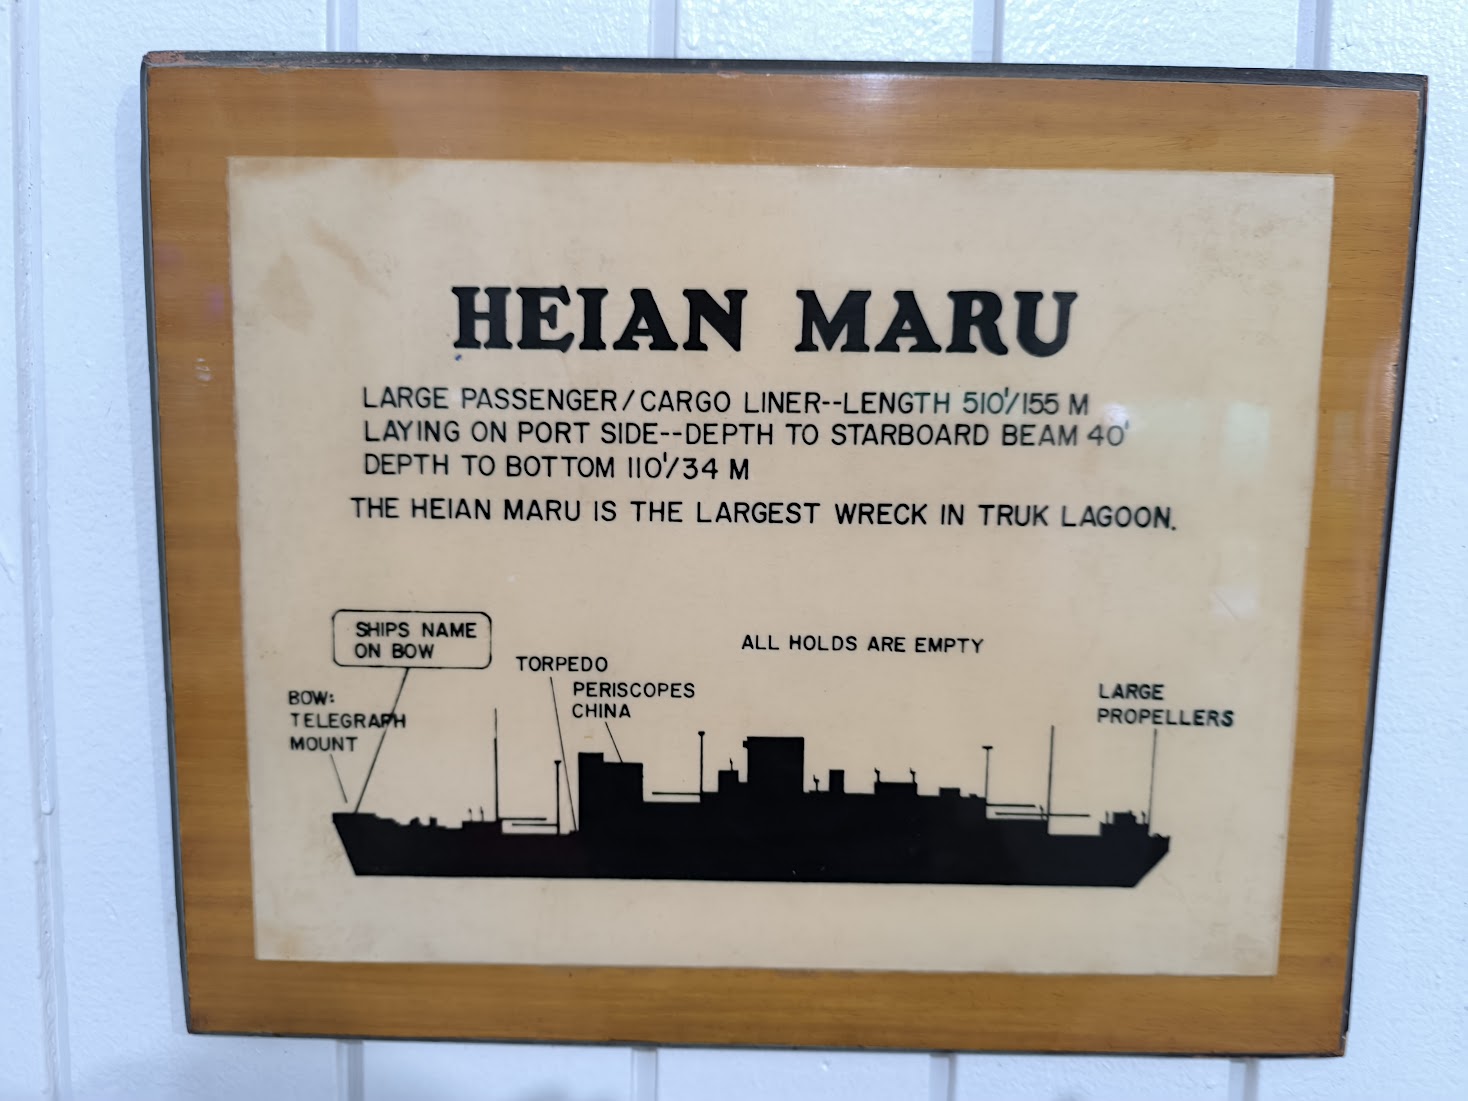 HEIAN MARU
LARGE PASSENGER/CARGO LINER--LENGTH 510'/155 M
LAYING ON PORT SIDE--DEPTH TO STARBOARD BEAM 40'
DEPTH TO BOTTOM 110'/34 M
THE HEIAN MARU IS THE LARGEST WRECK IN TRUK LAGOON.
SHIPS NAME
ON BOW
ALL HOLDS ARE EMPTY
TORPEDO
PERISCOPES
CHINA
BOW:
TELEGRAPH
MOUNT
LARGE
PROPELLERS